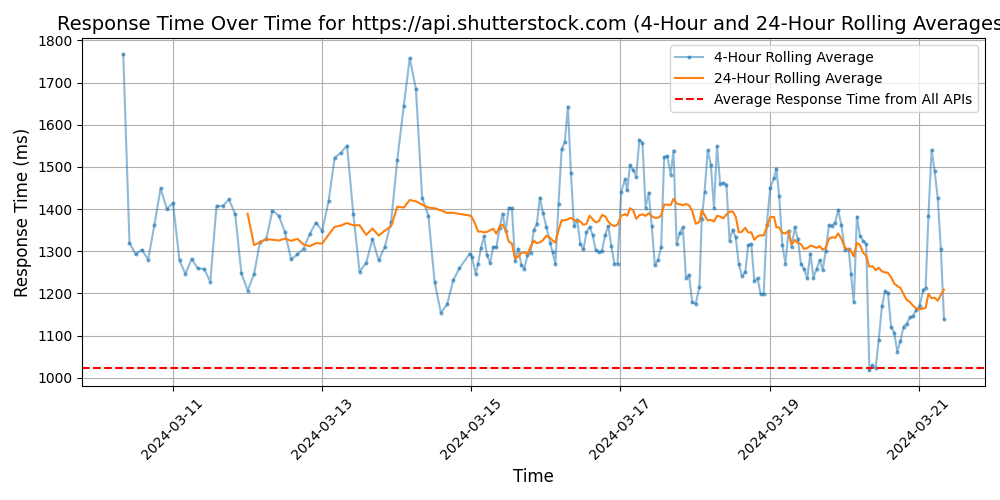 Response Time Over Time for https://api.shutterstock.com (4-Hour and 24-Hour Rolling Averages
4-Hour Rolling Average
24-Hour Rolling Average
Average Response Time from All APIs
Response Time (ms)
1800
1700
1600
1500
1400
1300
1200
1100
1000
2024-03-11
2024-03-13
2024-03-15
2024-03-17
2024-03-19
2024-03-21
Time